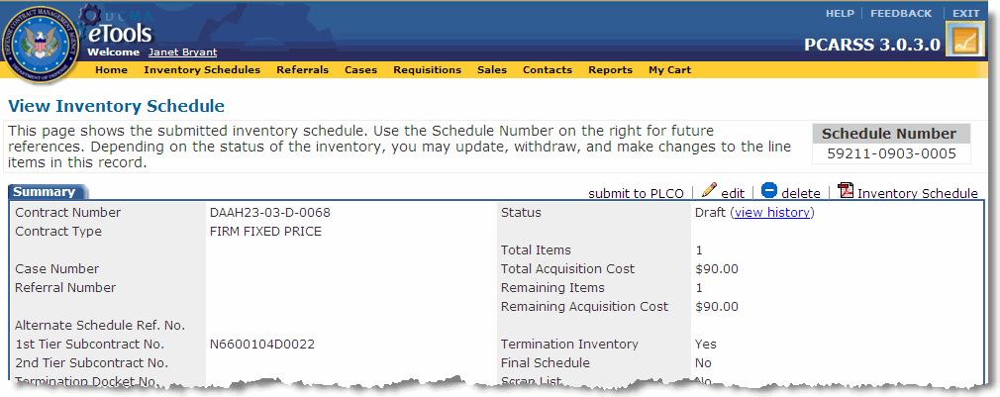 DCMA
HELP | FEEDBACK | EXIT
eTools
Welcome Janet Bryant
PCARSS 3.0.3.0
Home Inventory Schedules Referrals Cases Requisitions Sales Contacts Reports My Cart
View Inventory Schedule
This page shows the submitted inventory schedule. Use the Schedule Number on the right for future
references. Depending on the status of the inventory, you may update, withdraw, and make changes to the line
items in this record.
Schedule Number
59211-0903-0005
Summary
submit to PLCO | edit | delete | Inventory Schedule
Contract Number DAAH23-03-D-0068 Status Draft (view history)
Contract Type FIRM FIXED PRICE
Total Items 1
Case Number Total Acquisition Cost $90.00
Referral Number Remaining Items 1
Remaining Acquisition Cost $90.00
Alternate Schedule Ref. No.
1st Tier Subcontract No. N6600104D0022 Termination Inventory Yes
2nd Tier Subcontract No. Final Schedule No
Termination Docket No. Scrap List No